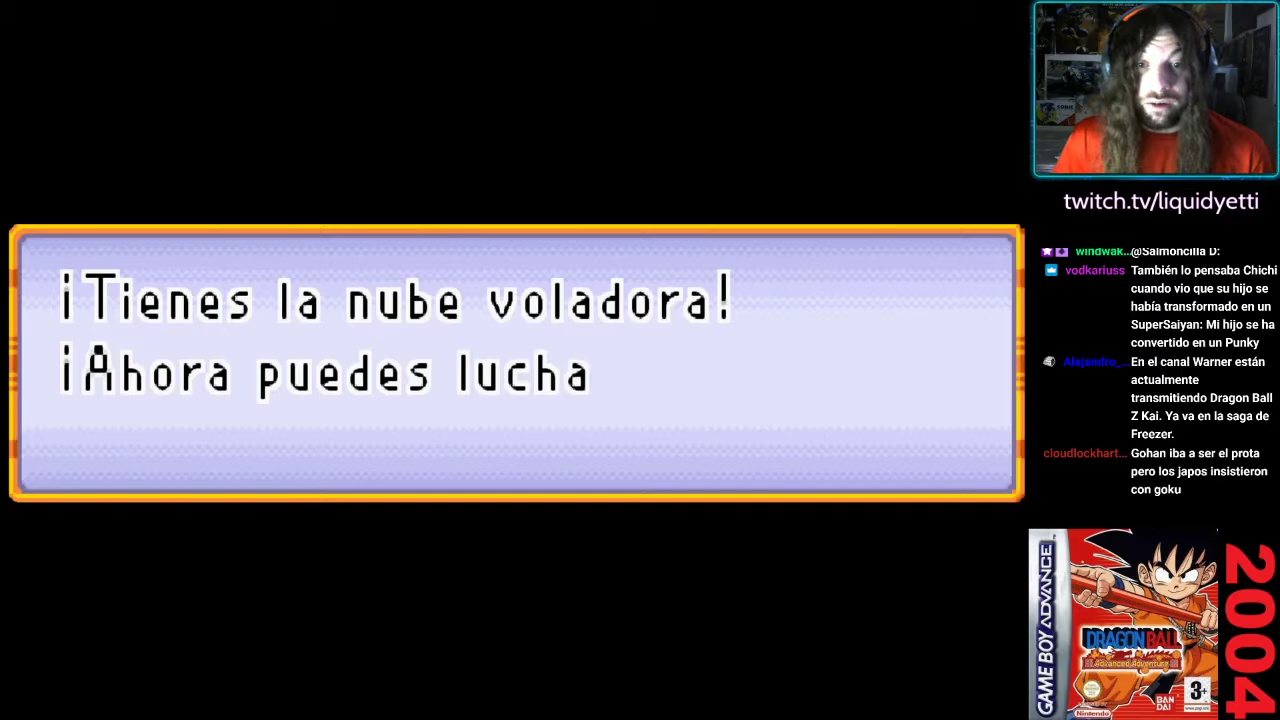 ¡Tienes la nube voladora!
¡Ahora puedes lucha
twitch.tv/liquidyetti
windwak... @Salmoncilla D:
vodkariuss También lo pensaba Chichi
cuando vio que su hijo se
había transformado en un
SuperSaiyan: Mi hijo se ha
convertido en un Punky
Alejandro_... En el canal Warner están
actualmente
transmitiendo Dragon Ball
Z Kai. Ya va en la saga de
Freezer.
cloudlockhart... Gohan iba a ser el prota
pero los japos insistieron
con goku
GAME BOY ADVANCE
DRAGON BALL
Advanced Adventure
BAN
DAI
3+
Nintendo
2004